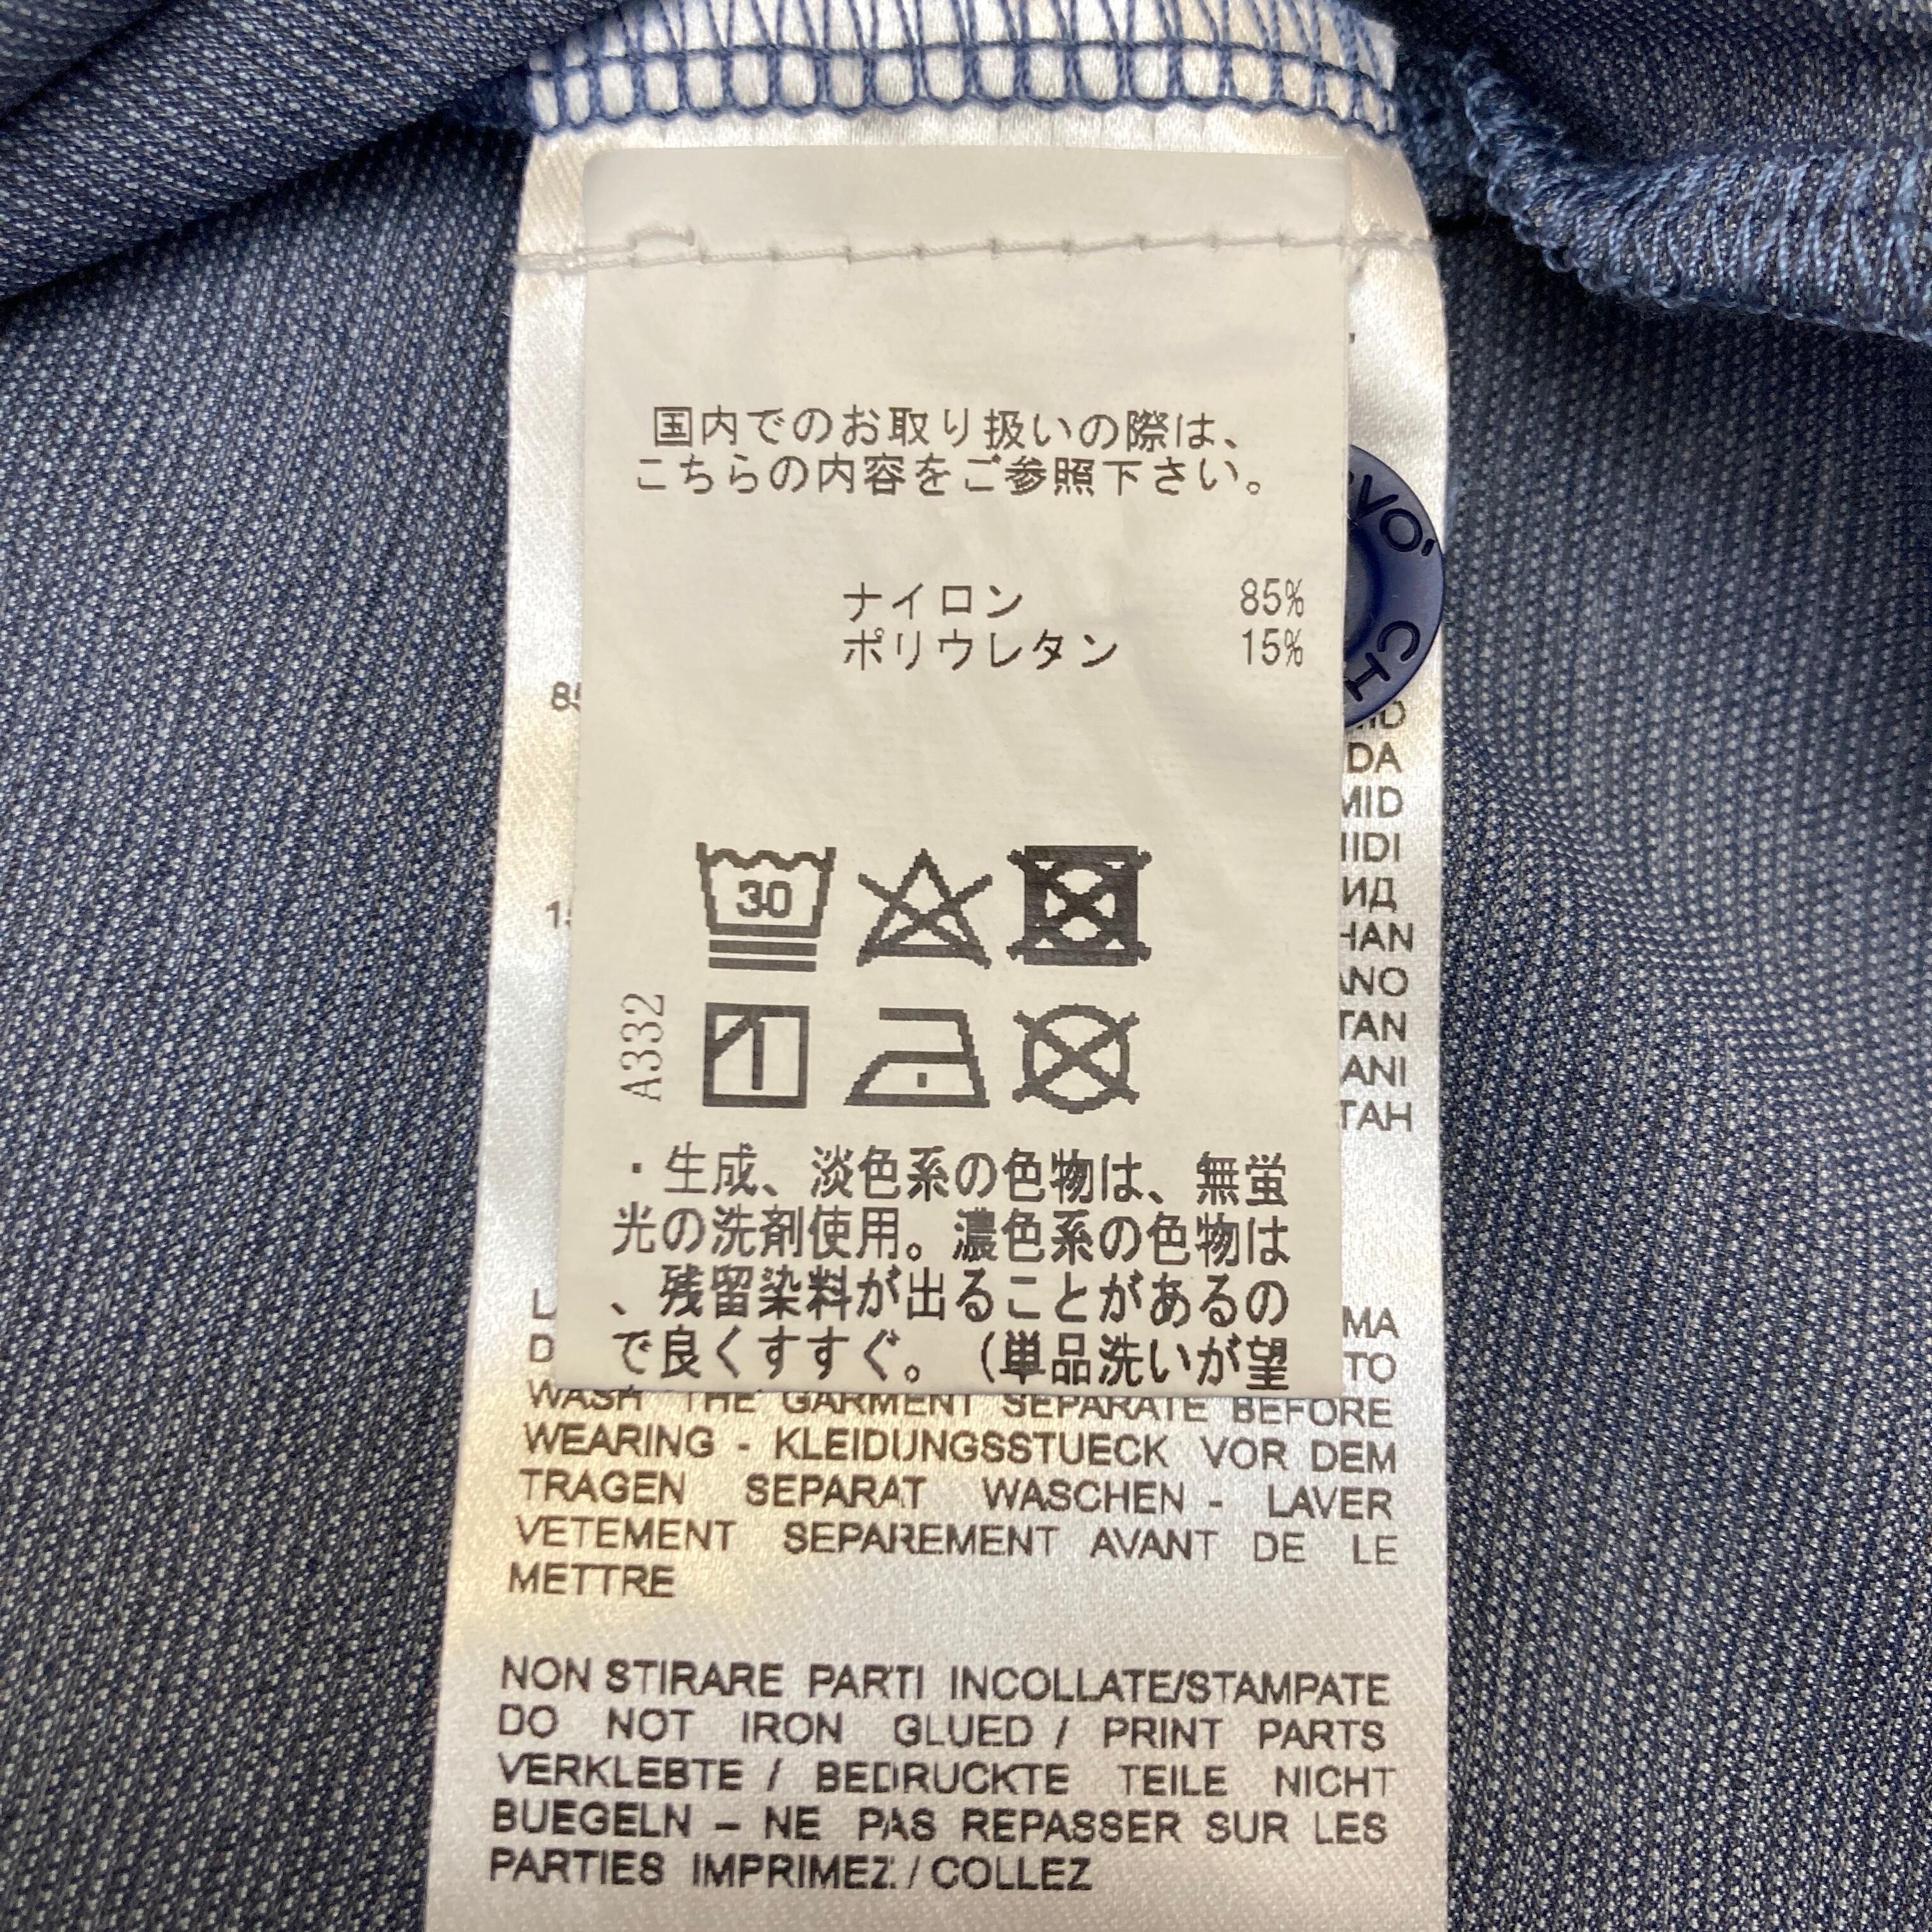 国内でのお取り扱いの際は、
こちらの内容をご参照下さい。
ナイロン 85%
ポリウレタン 15%
30
A332
・生成、淡色系の色物は、無蛍
光の洗剤使用。濃色系の色物は
、残留染料が出ることがあるの
で良くすすぐ。（単品洗いが望
TO
WASH THE GARMENT SEPARATE BEFORE
WEARING - KLEIDUNGSSTUECK VOR DEM
TRAGEN SEPARAT WASCHEN - LAVER
VETEMENT SEPAREMENT AVANT DE LE
METTRE
NON STIRARE PARTI INCOLLATE/STAMPATE
DO NOT IRON GLUED / PRINT PARTS
VERKLEBTE / BEDRUCKTE TEILE NICHT
BUEGELN – NE PAS REPASSER SUR LES
PARTIES IMPRIMEZ / COLLEZ